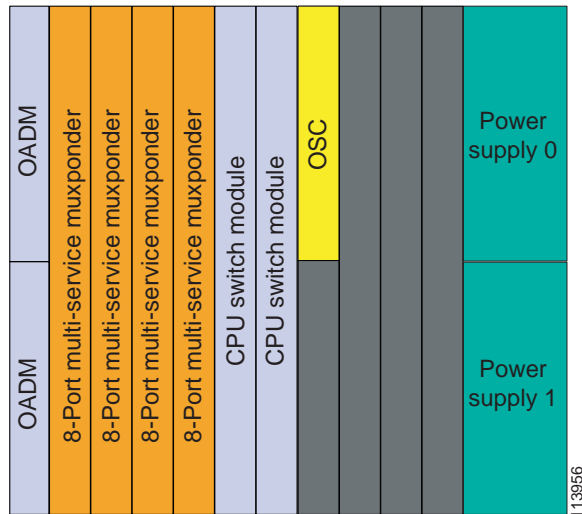 OADM
OADM
8-Port multi-service muxponder
8-Port multi-service muxponder
8-Port multi-service muxponder
8-Port multi-service muxponder
CPU switch module
CPU switch module
OSC
Power
supply 0
Power
supply 1
113956